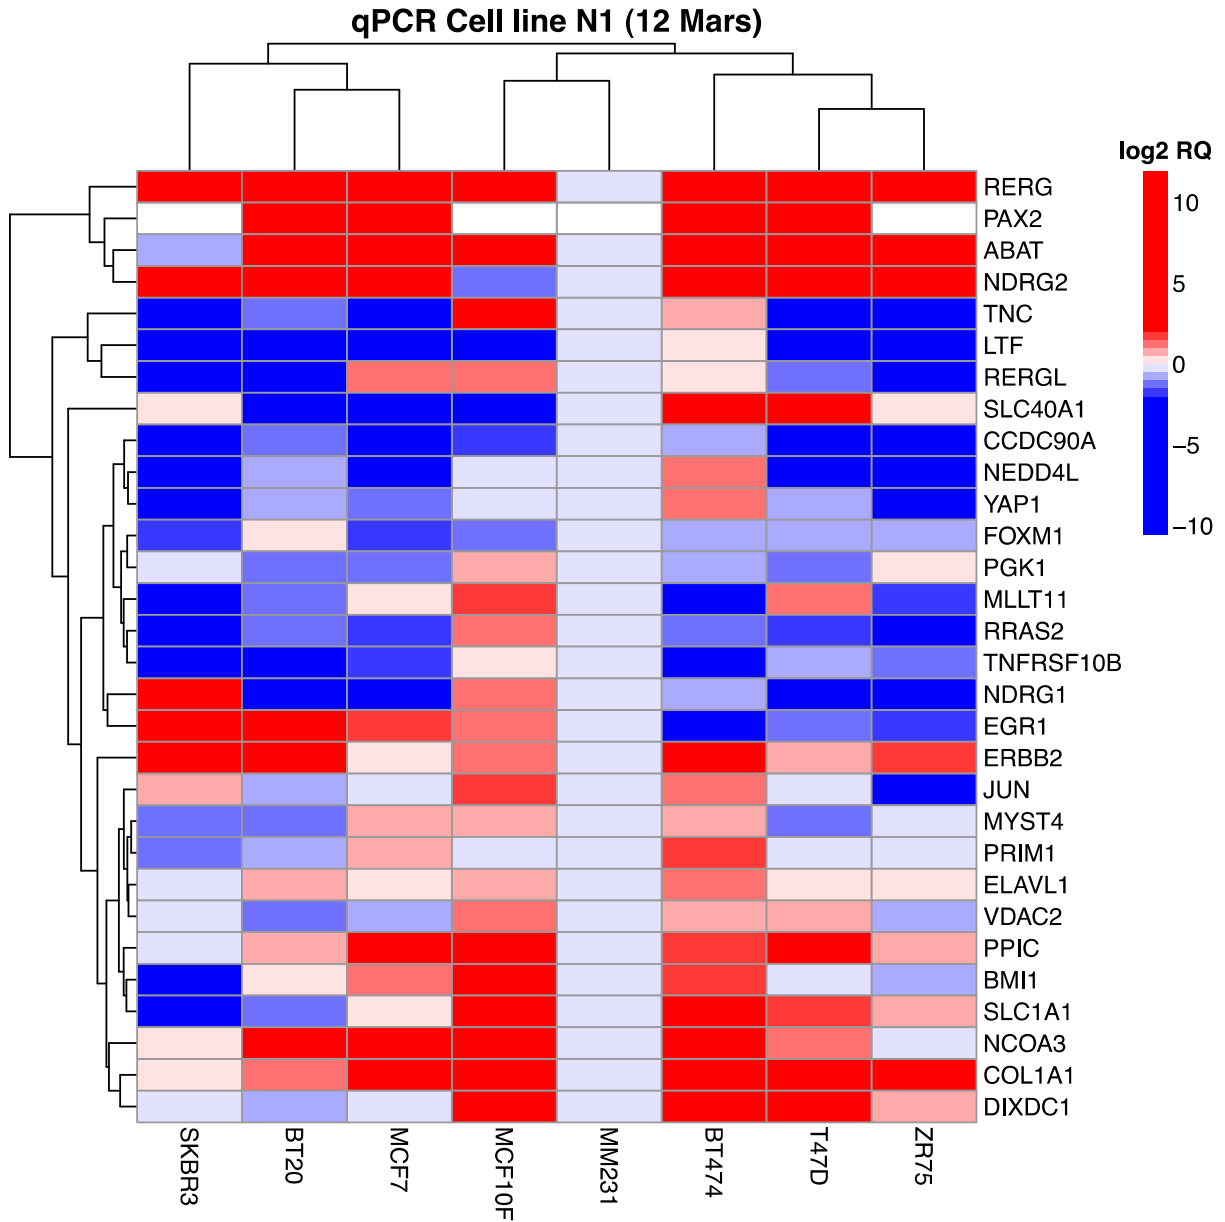 qPCR Cell line N1 (12 Mars)
log2 RQ
10
5
0
−5
−10
RERG
PAX2
ABAT
NDRG2
TNC
LTF
RERGL
SLC40A1
CCDC90A
NEDD4L
YAP1
FOXM1
PGK1
MLLT11
RRAS2
TNFRSF10B
NDRG1
EGR1
ERBB2
JUN
MYST4
PRIM1
ELAVL1
VDAC2
PPIC
BMI1
SLC1A1
NCOA3
COL1A1
DIXDC1
SKBR3
BT20
MCF7
MCF10F
MM231
BT474
T47D
ZR75